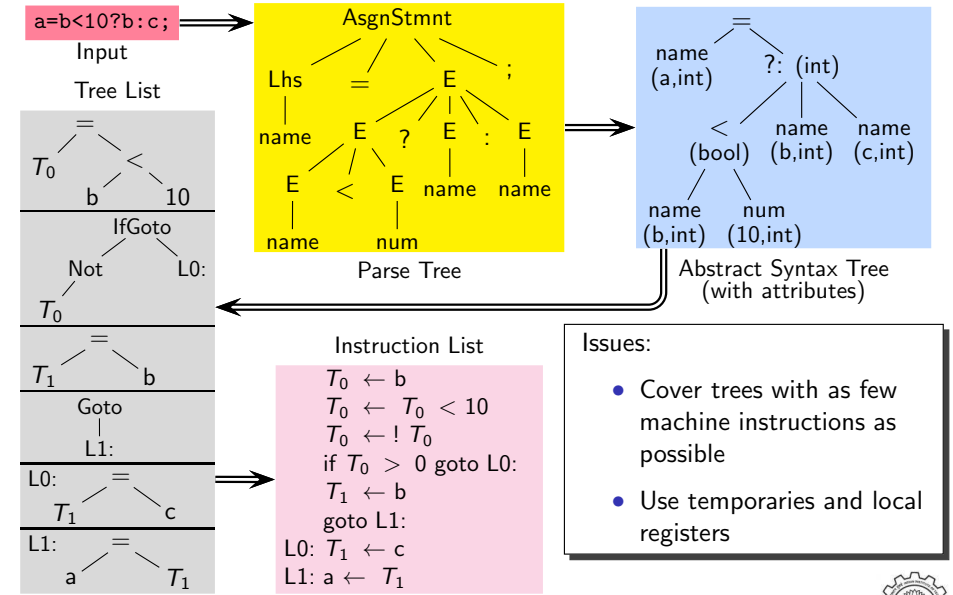 a=b<10?b:c;
Input
AsgnStmnt
Lhs = E ;
name E ? E : E
E < E name name
name num
Parse Tree
=
name ?: (int)
(a,int)
< name name
(bool) (b,int) (c,int)
name num
(b,int) (10,int)
Abstract Syntax Tree
(with attributes)
Tree List
=
T₀ <
b 10
IfGoto
Not L0:
T₀
=
T₁ b
Goto
L1:
L0: =
T₁ c
L1: =
a T₁
Instruction List
T₀ ← b
T₀ ← T₀ < 10
T₀ ← ! T₀
if T₀ > 0 goto L0:
T₁ ← b
goto L1:
L0: T₁ ← c
L1: a ← T₁
Issues:
• Cover trees with as few
machine instructions as
possible
• Use temporaries and local
registers